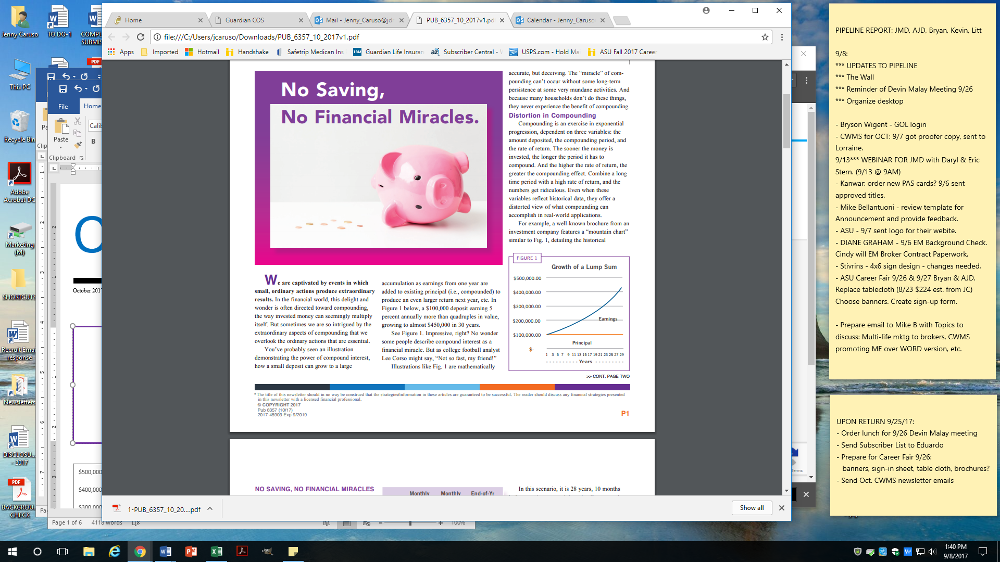 Jenny Caruso
TO DO-1
This PC
Recycle Bin
Adobe
Acrobat DC
Marketing
(M)
SHORTCUTS
Recruit Email
response
Newsletters
DISCLOSU...
- 2017
BACKGROU...
CHECK
File
Home
Paste
Clipboard
B
October 2017
$500,000
$400,000
$300,000
Page 1 of 6
4118 words
100%
Home
Guardian COS
Mail - Jenny_Caruso@jdm
PUB_6357_10_2017v1.pdf
Calendar - Jenny_Caruso
file:///C:/Users/jcaruso/Downloads/PUB_6357_10_2017v1.pdf
Apps
Imported
Hotmail
Handshake
Safetrip Medican Ins
Guardian Life Insuran
Subscriber Central -
USPS.com - Hold Mai
ASU Fall 2017 Career
No Saving,
No Financial Miracles.
We are captivated by events in which
small, ordinary actions produce extraordinary
results. In the financial world, this delight and
wonder is often directed toward compounding,
the way invested money can seemingly multiply
itself. But sometimes we are so intrigued by the
extraordinary aspects of compounding that we
overlook the ordinary actions that are essential.
You’ve probably seen an illustration
demonstrating the power of compound interest,
how a small deposit can grow to a large
accumulation as earnings from one year are
added to existing principal (i.e., compounded) to
produce an even larger return next year, etc. In
Figure 1 below, a $100,000 deposit earning 5
percent annually more than quadruples in value,
growing to almost $450,000 in 30 years.
See Figure 1. Impressive, right? No wonder
some people describe compound interest as a
financial miracle. But as college football analyst
Lee Corso might say, “Not so fast, my friend!”
Illustrations like Fig. 1 are mathematically
accurate, but deceiving. The “miracle” of com-
pounding can’t occur without some long-term
persistence at some very mundane activities. And
because many households don’t do these things,
they never experience the benefit of compounding.
Distortion in Compounding
Compounding is an exercise in exponential
progression, dependent on three variables: the
amount deposited, the compounding period, and
the rate of return. The sooner the money is
invested, the longer the period it has to
compound. And the higher the rate of return, the
greater the compounding effect. Combine a long
time period with a high rate of return, and the
numbers get ridiculous. Even when these
variables reflect historical data, they offer a
distorted view of what compounding can
accomplish in real-world applications.
For example, a well-known brochure from an
investment company features a “mountain chart”
similar to Fig. 1, detailing the historical
FIGURE 1
Growth of a Lump Sum
$500,000.00
$400,000.00
$300,000.00
$200,000.00
$100,000.00
$-
Earnings
Principal
1 3 5 7 9 11 13 15 17 19 21 23 25 27 29
Years
>> CONT. PAGE TWO
*The title of this newsletter should in no way be construed that the strategies/information in these articles are guaranteed to be successful. The reader should discuss any financial strategies presented
in this newsletter with a licensed financial professional.
© COPYRIGHT 2017
Pub 6357 (10/17)
2017-45903 Exp 9/2019
P1
NO SAVING, NO FINANCIAL MIRACLES
Monthly Monthly End-of-Yr
In this scenario, it is 28 years, 10 months
1-PUB_6357_10_20....pdf
Show all
Terms
PIPELINE REPORT: JMD, AJD, Bryan, Kevin, Litt
9/8:
*** UPDATES TO PIPELINE
*** The Wall
*** Reminder of Devin Malay Meeting 9/26
*** Organize desktop
- Bryson Wigent - GOL login
- CWMS for OCT: 9/7 got proofer copy, sent to
Lorraine.
9/13*** WEBINAR FOR JMD with Daryl & Eric
Stern. (9/13 @ 9AM)
- Kanwar: order new PAS cards? 9/6 sent
approved titles.
- Mike Bellantuoni - review template for
Announcement and provide feedback.
- ASU - 9/7 sent logo for their webite.
- DIANE GRAHAM - 9/6 EM Background Check.
Cindy will EM Broker Contract Paperwork.
- Stivrins - 4x6 sign design - changes needed,
- ASU Career Fair 9/26 & 9/27 Bryan & AJD.
Replace tablecloth (8/23 $224 est. from JC)
Choose banners. Create sign-up form.
- Prepare email to Mike B with Topics to
discuss: Multi-life mktg to brokers, CWMS
promoting ME over WORD version, etc.
UPON RETURN 9/25/17:
- Order lunch for 9/26 Devin Malay meeting
- Send Subscriber List to Eduardo
- Prepare for Career Fair 9/26:
banners, sign-in sheet, table cloth, brochures?
- Send Oct. CWMS newsletter emails
1:40 PM
9/8/2017